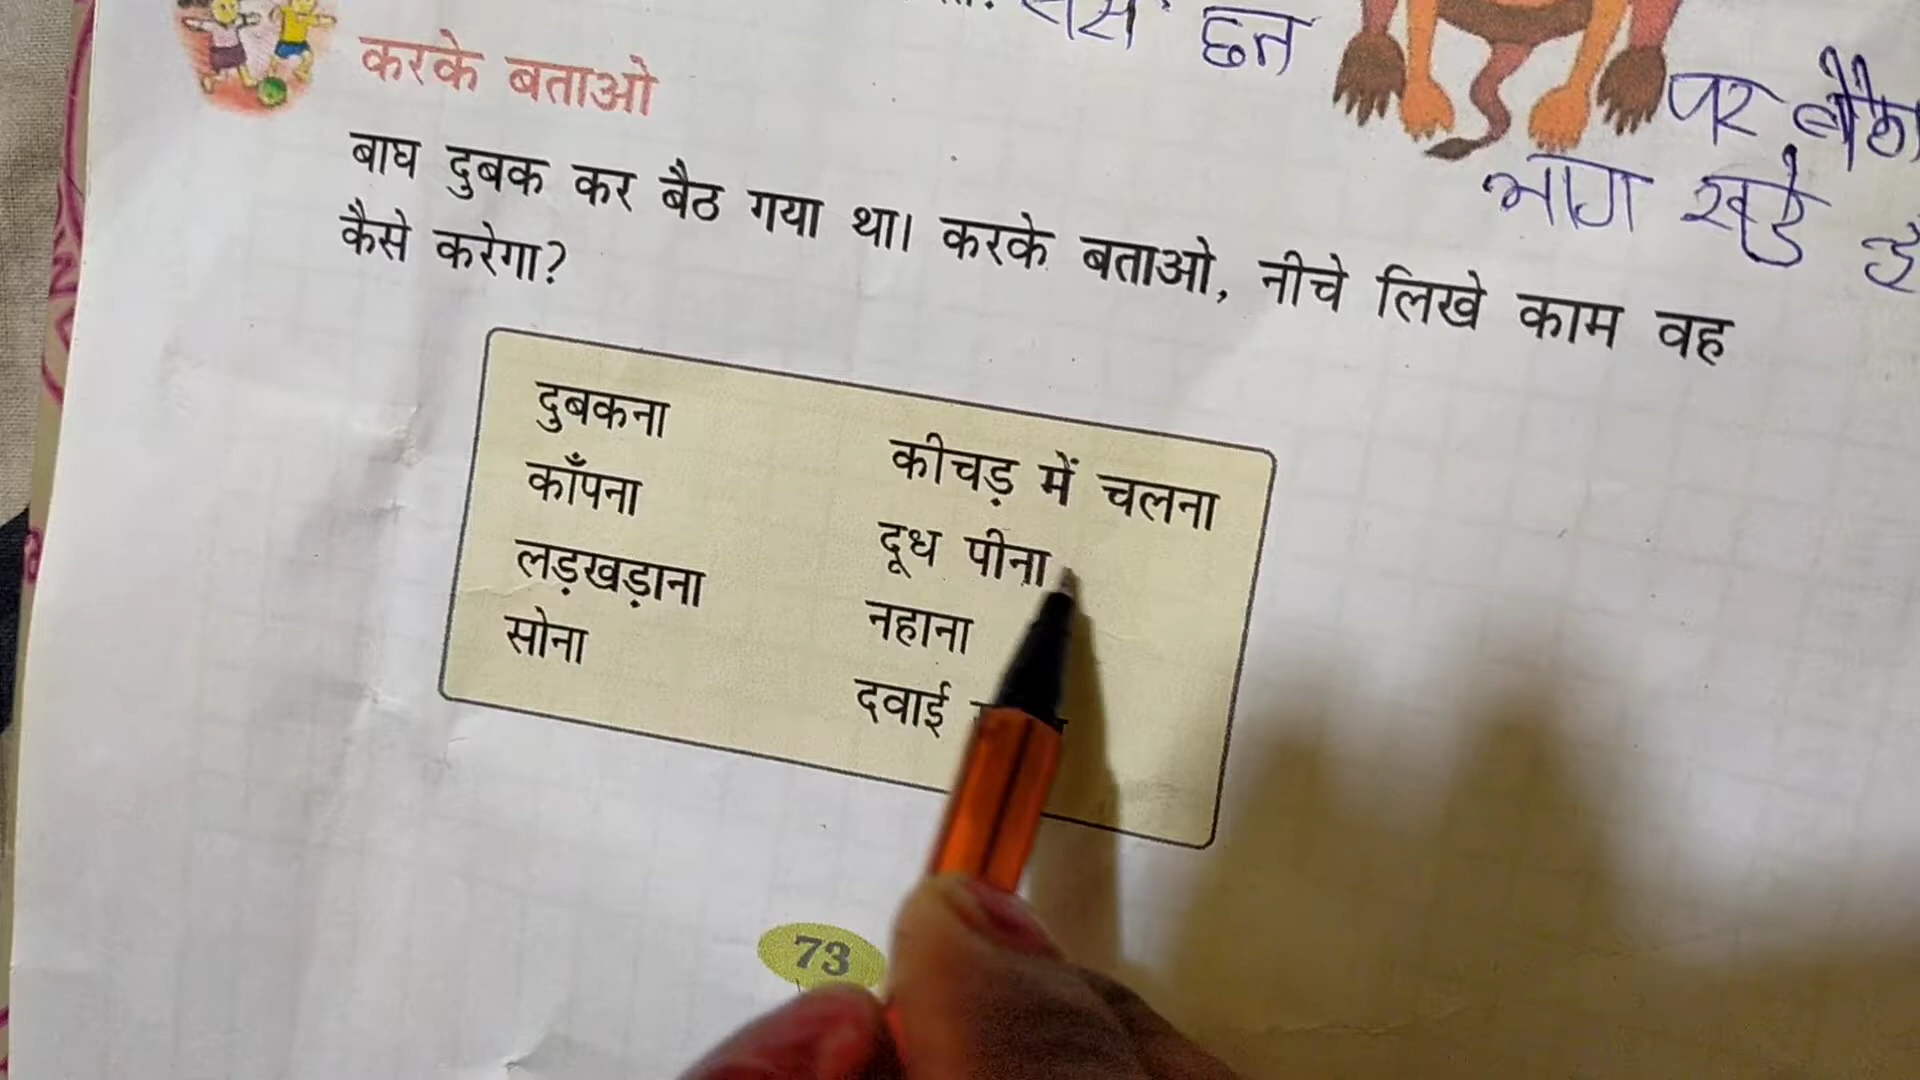 छत
करके बताओ
पर बैठा
भाग खड़े
बाघ दुबक कर बैठ गया था। करके बताओ, नीचे लिखे काम वह
कैसे करेगा?
दुबकना
काँपना
लड़खड़ाना
सोना
कीचड़ में चलना
दूध पीना
नहाना
दवाई
73